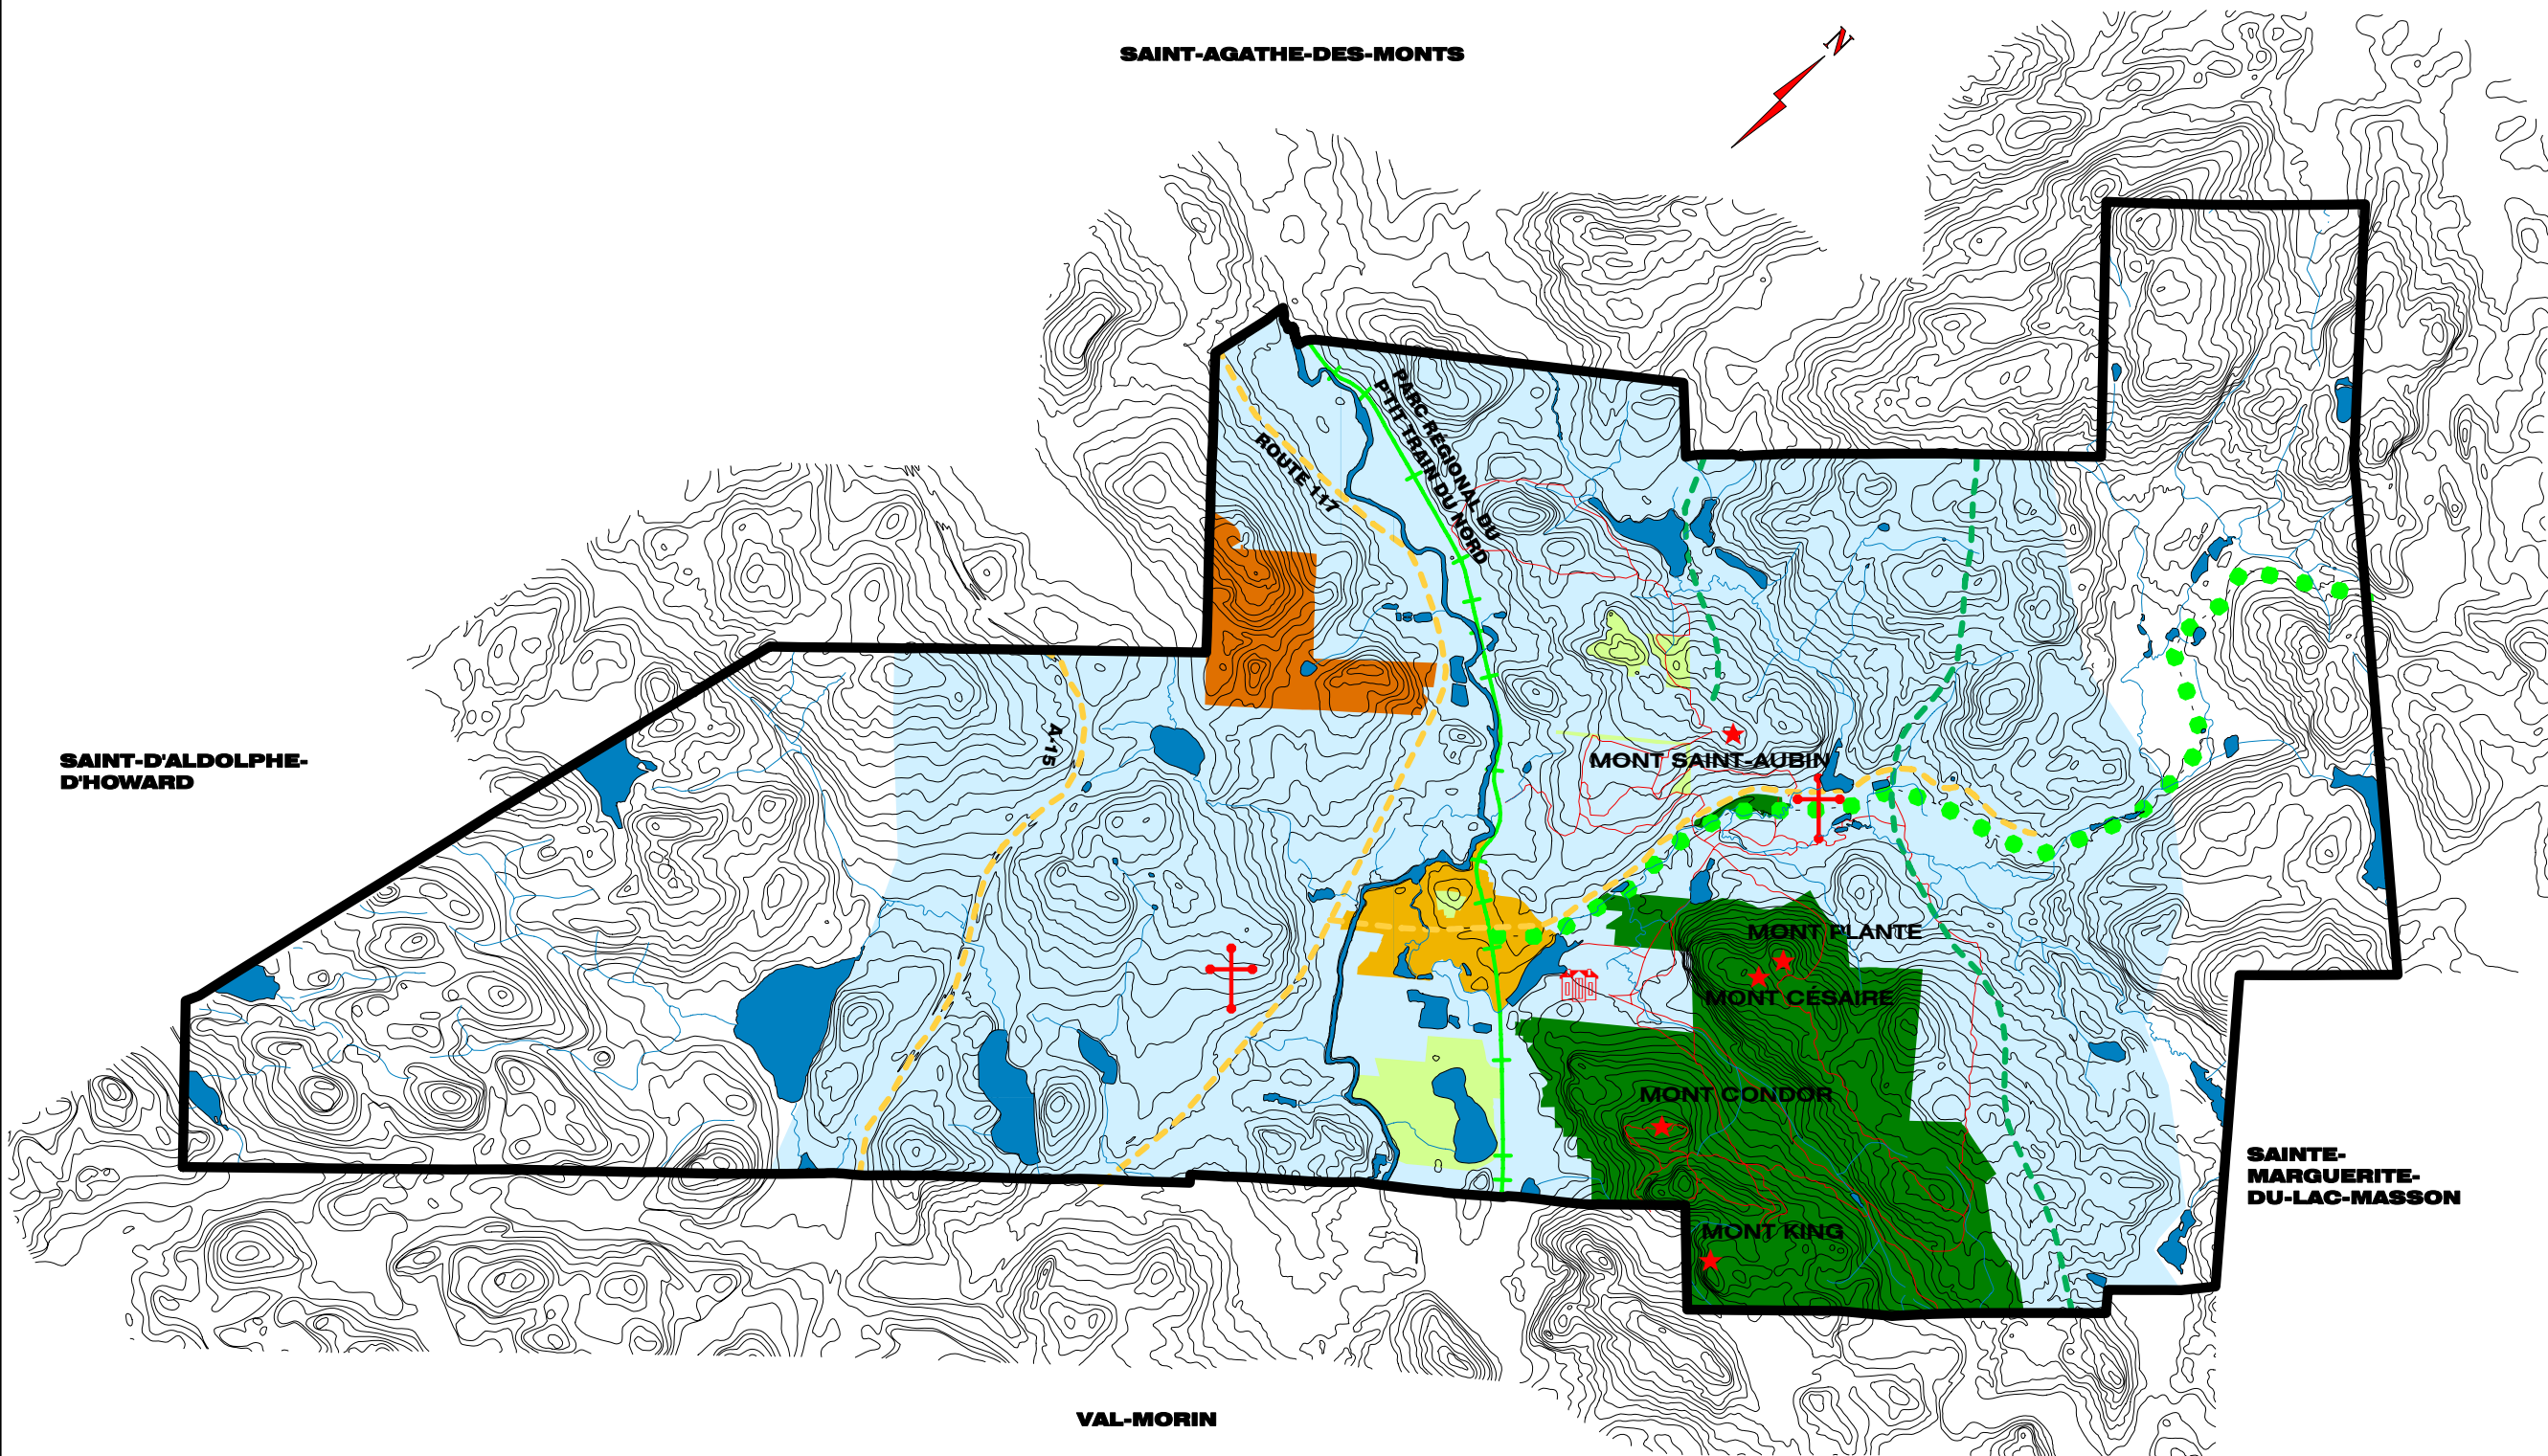 SAINT-AGATHE-DES-MONTS
N
PARC RÉGIONAL DU
P'TIT TRAIN DU NORD
ROUTE 117
A-15
SAINT-D'ALDOLPHE-
D'HOWARD
MONT SAINT-AUBIN
MONT PLANTE
MONT CÉSAIRE
MONT CONDOR
MONT KING
SAINTE-
MARGUERITE-
DU-LAC-MASSON
VAL-MORIN